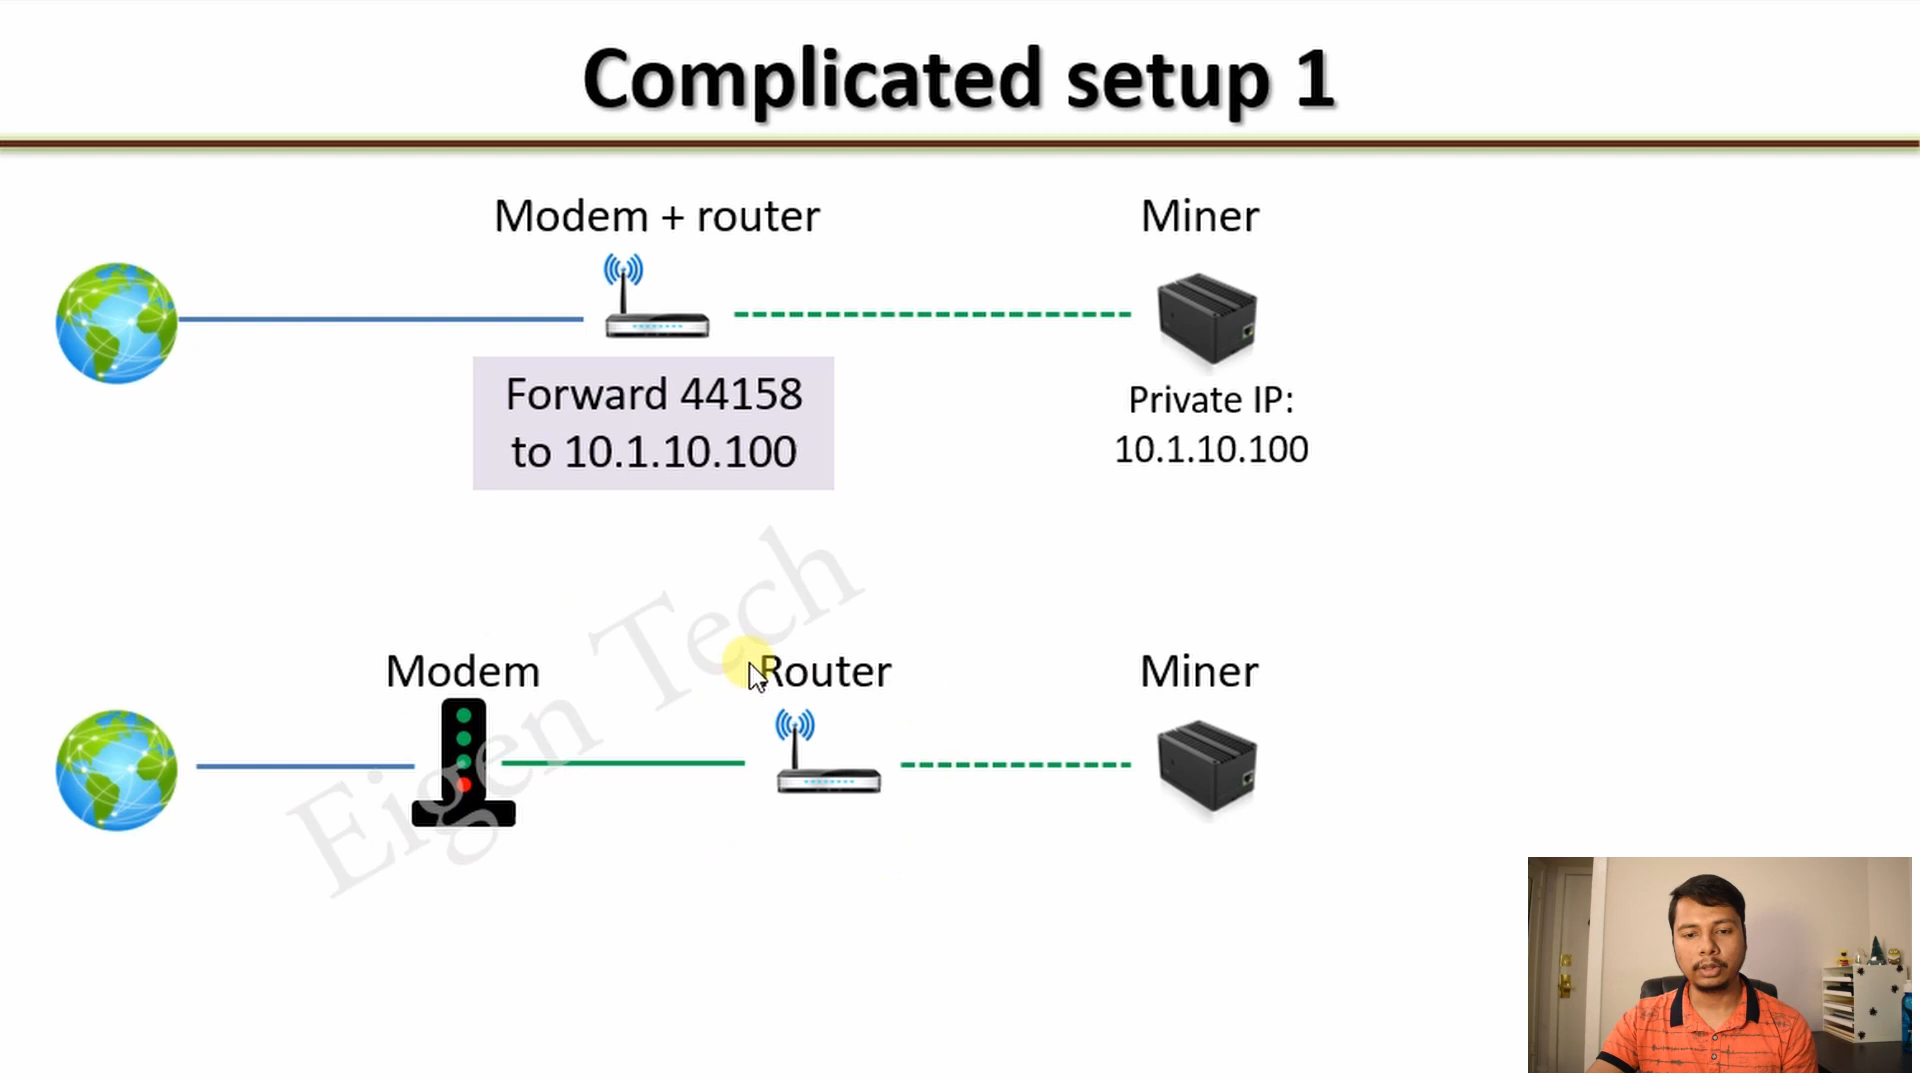 Complicated setup 1
Modem + router
Miner
Forward 44158
to 10.1.10.100
Private IP:
10.1.10.100
Eigen Tech
Modem
Router
Miner